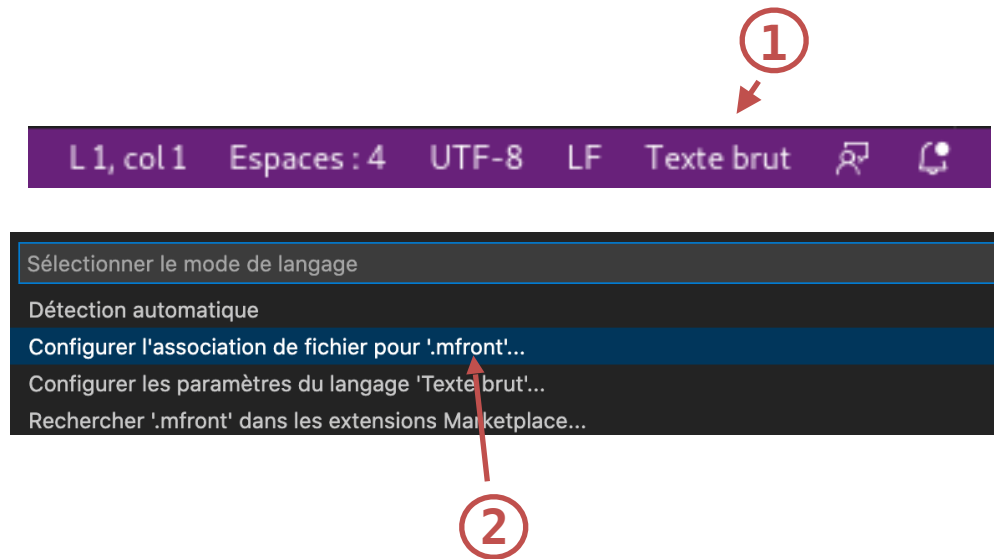 1
L 1, col 1 Espaces : 4 UTF-8 LF Texte brut
Sélectionner le mode de langage
Détection automatique
Configurer l'association de fichier pour '.mfront'...
Configurer les paramètres du langage 'Texte brut'...
Rechercher '.mfront' dans les extensions Marketplace...
2